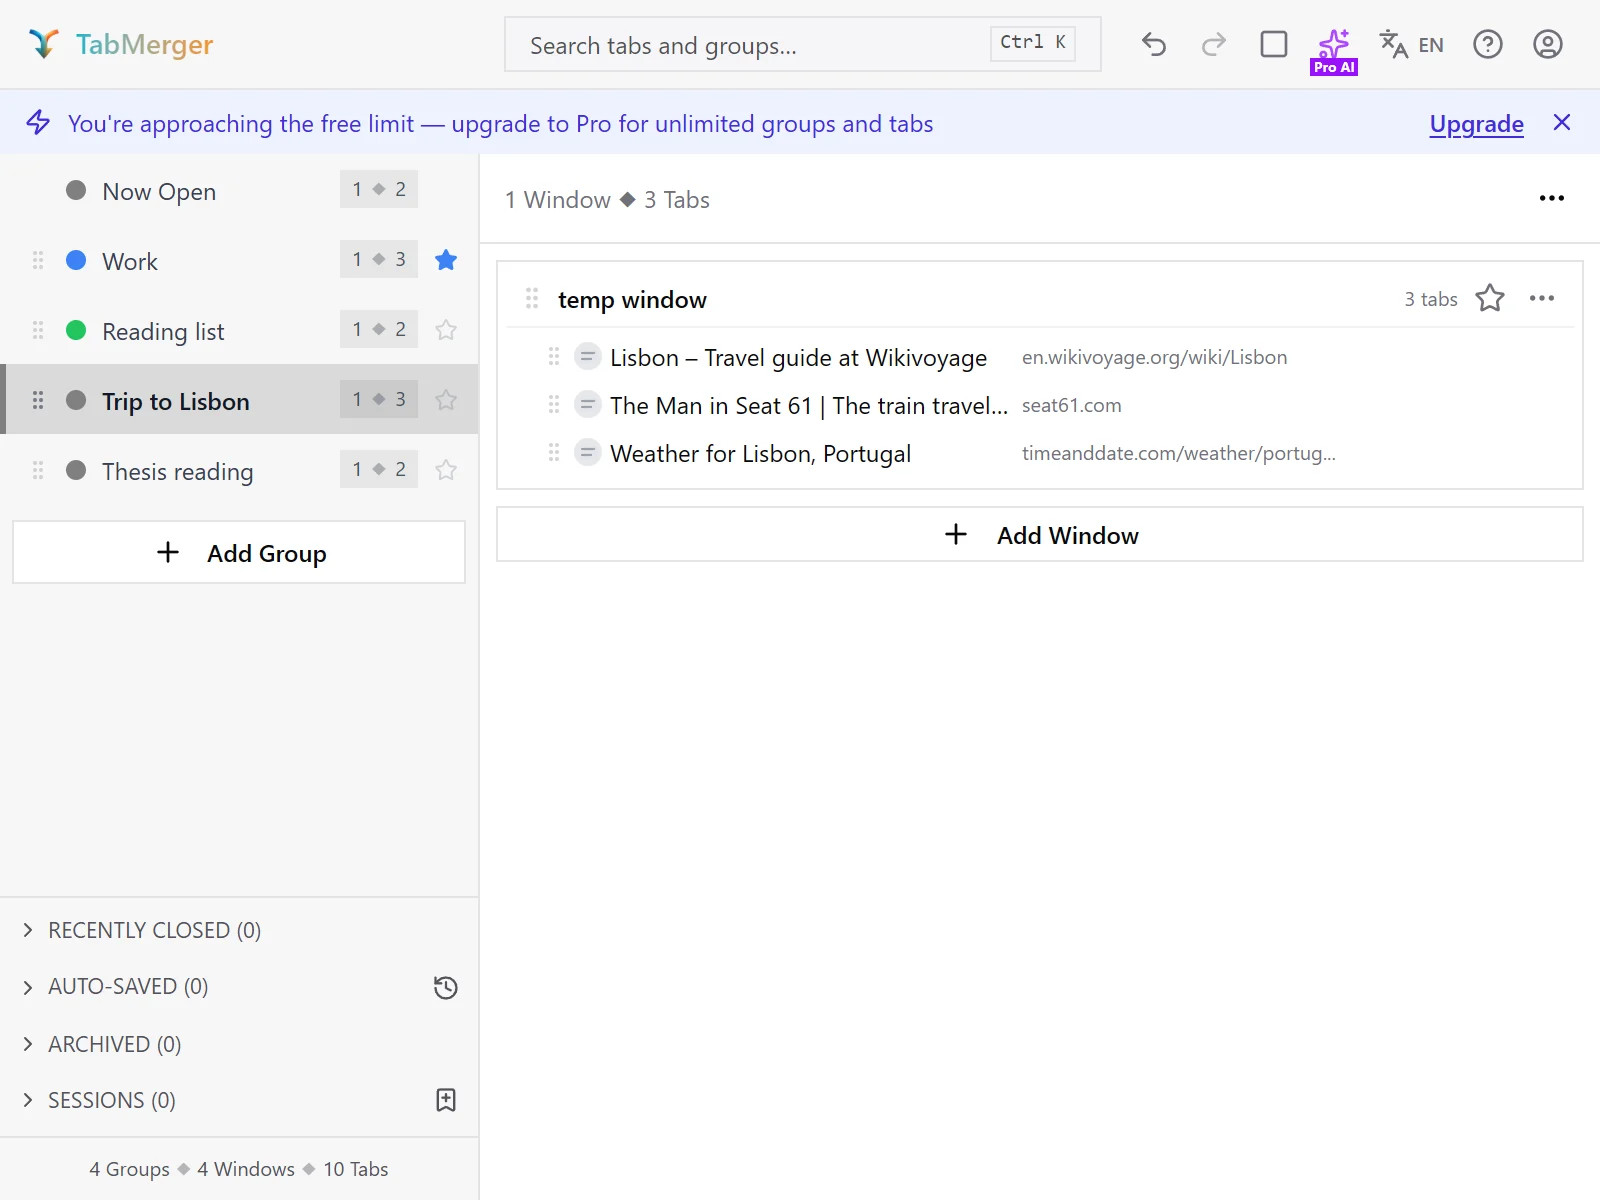 TabMerger
Search tabs and groups...
Ctrl K
Pro AI
EN
You're approaching the free limit — upgrade to Pro for unlimited groups and tabs
Upgrade
Now Open
1 ◆ 2
Work
1 ◆ 3
Reading list
1 ◆ 2
Trip to Lisbon
1 ◆ 3
Thesis reading
1 ◆ 2
Add Group
RECENTLY CLOSED (0)
AUTO-SAVED (0)
ARCHIVED (0)
SESSIONS (0)
4 Groups ◆ 4 Windows ◆ 10 Tabs
1 Window ◆ 3 Tabs
temp window
3 tabs
Lisbon – Travel guide at Wikivoyage en.wikivoyage.org/wiki/Lisbon
The Man in Seat 61 | The train travel... seat61.com
Weather for Lisbon, Portugal timeanddate.com/weather/portug...
Add Window